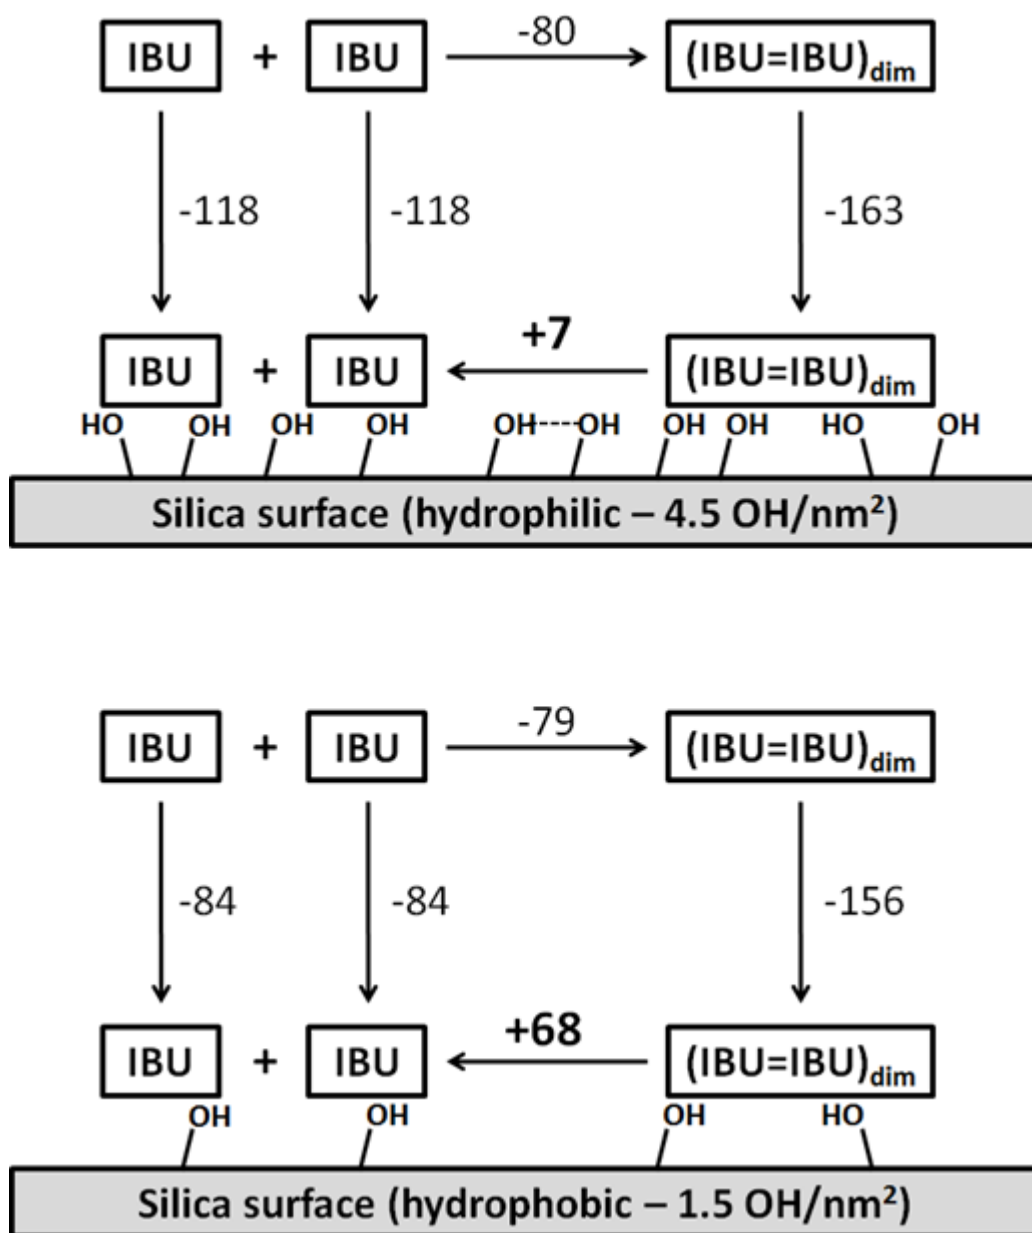 -80
IBU + IBU (IBU=IBU)dim
-118 -118 -163
+7
IBU + IBU (IBU=IBU)dim
HO OH OH OH OH----OH OH OH HO OH
Silica surface (hydrophilic – 4.5 OH/nm²)
-79
IBU + IBU (IBU=IBU)dim
-84 -84 -156
+68
IBU + IBU (IBU=IBU)dim
OH OH OH HO
Silica surface (hydrophobic – 1.5 OH/nm²)